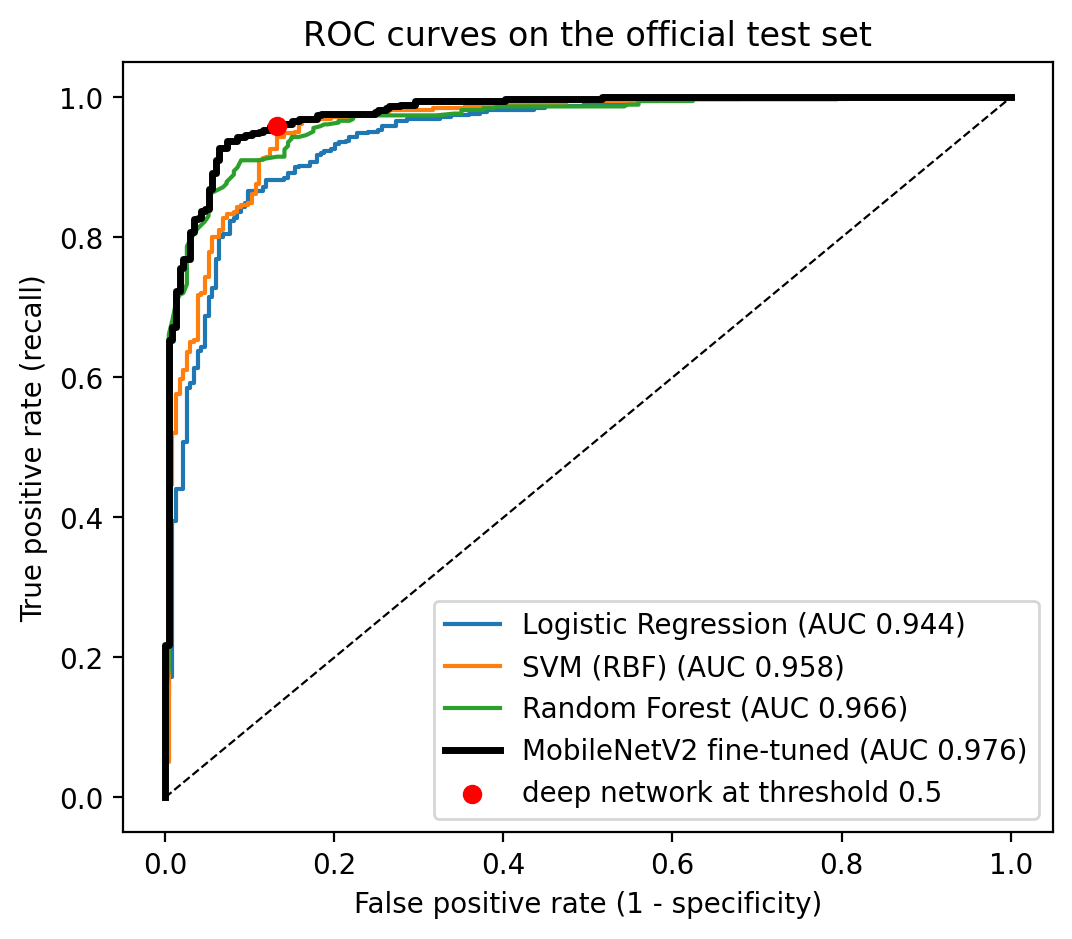 ROC curves on the official test set
True positive rate (recall)
1.0
0.8
0.6
0.4
0.2
0.0
Logistic Regression (AUC 0.944)
SVM (RBF) (AUC 0.958)
Random Forest (AUC 0.966)
MobileNetV2 fine-tuned (AUC 0.976)
deep network at threshold 0.5
0.0 0.2 0.4 0.6 0.8 1.0
False positive rate (1 - specificity)